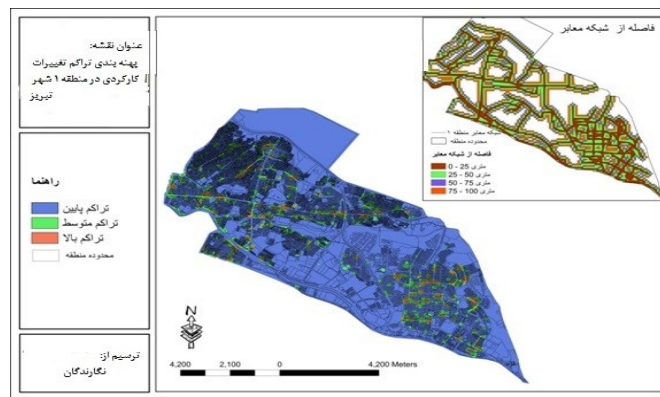 عنوان نقشه:
پهنه بندی تراکم تغییرات
کارکردی در منطقه ۱ شهر
تبریز
راهنما
تراکم پایین
تراکم متوسط
تراکم بالا
محدوده منطقه
ترسیم از:
نگارندگان
N
4,200 2,100 0 4,200 Meters
فاصله از شبکه معابر
شبکه معابر منطقه ۱
محدوده منطقه
فاصله از شبکه معابر
متری 0 - 25
متری 25 - 50
متری 50 - 75
متری 75 - 100